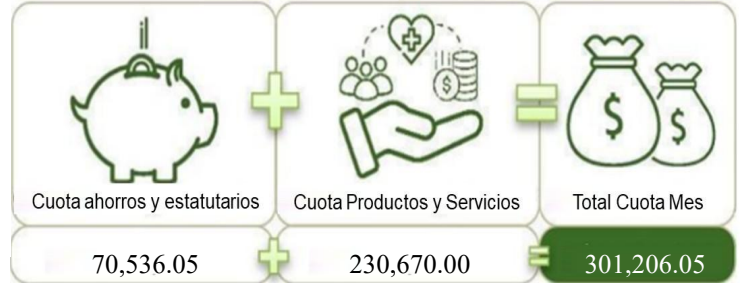 Cuota ahorros y estatutarios
Cuota Productos y Servicios
Total Cuota Mes
70,536.05
230,670.00
301,206.05